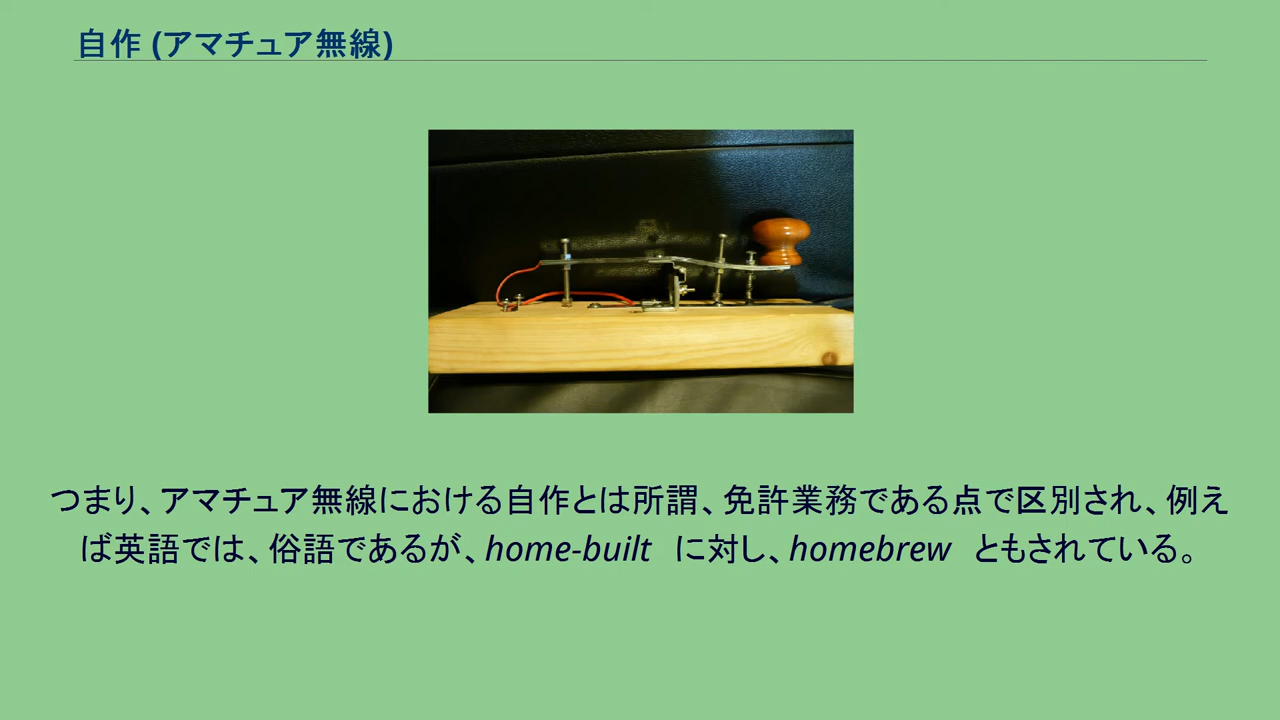 自作 (アマチュア無線)
つまり、アマチュア無線における自作とは所謂、免許業務である点で区別され、例え
ば英語では、俗語であるが、home-built に対し、homebrew ともされている。